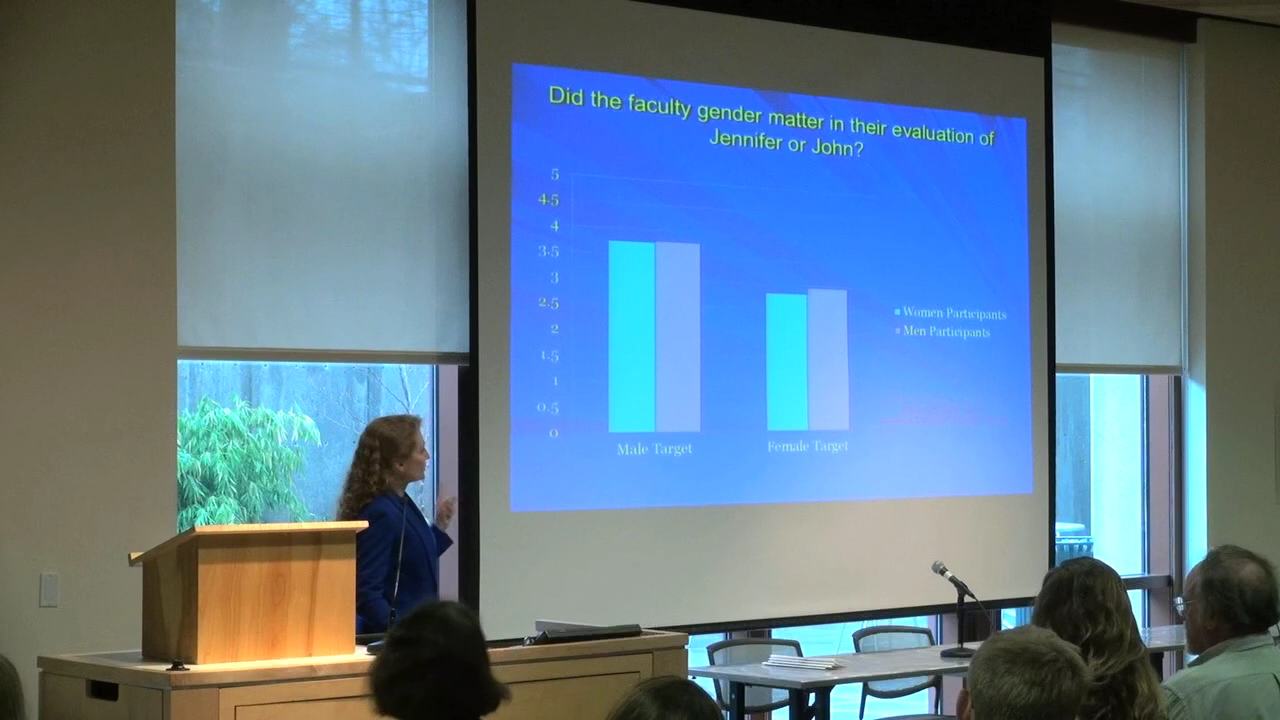 Did the faculty gender matter in their evaluation of
Jennifer or John?
5
4.5
4
3.5
3
2.5
2
1.5
1
0.5
0
Male Target
Female Target
Women Participants
Men Participants